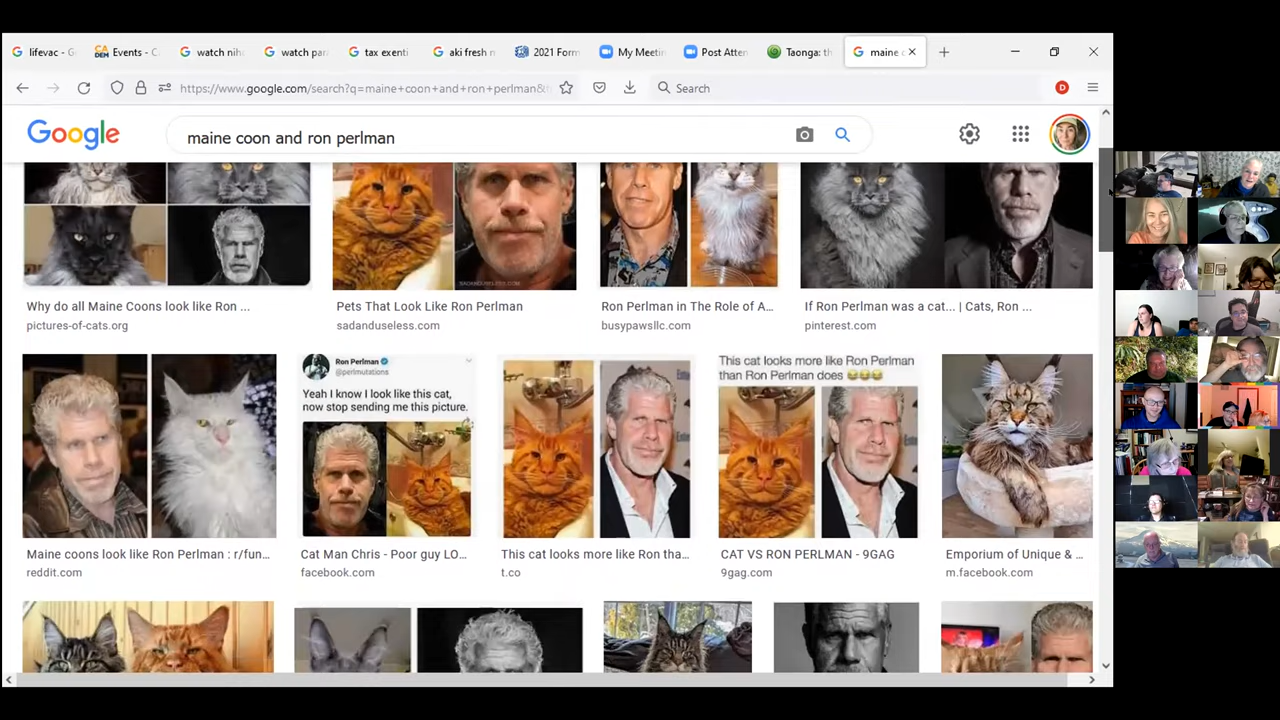 lifevac - G
Events - C
watch nih
watch par
tax exenti
aki fresh n
2021 Form
My Meetin
Post Atten
Taonga: th
maine c
https://www.google.com/search?q=maine+coon+and+ron+perlman&
Search
D
Google
maine coon and ron perlman
SADANDUSELESS.COM
Why do all Maine Coons look like Ron ...
pictures-of-cats.org
Pets That Look Like Ron Perlman
sadanduseless.com
Ron Perlman in The Role of A...
busypawsllc.com
If Ron Perlman was a cat... | Cats, Ron ...
pinterest.com
Ron Perlman
@perlmutations
Yeah I know I look like this cat,
now stop sending me this picture.
This cat looks more like Ron Perlman
than Ron Perlman does 😂😂😂
Maine coons look like Ron Perlman : r/fun...
reddit.com
Cat Man Chris - Poor guy LO...
facebook.com
This cat looks more like Ron tha...
t.co
CAT VS RON PERLMAN - 9GAG
9gag.com
Emporium of Unique & ...
m.facebook.com